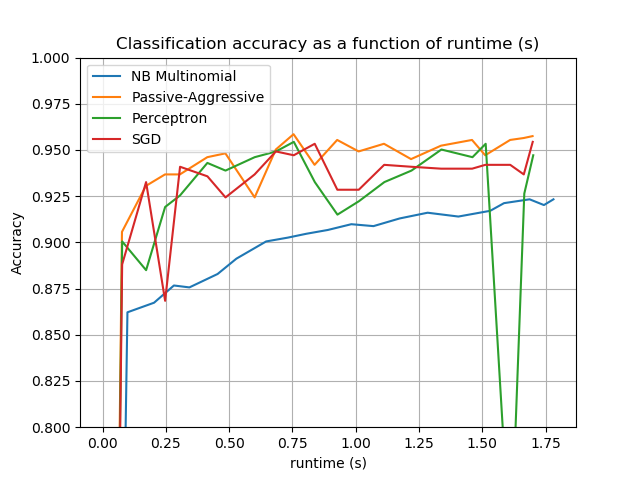 Classification accuracy as a function of runtime (s)
NB Multinomial
Passive-Aggressive
Perceptron
SGD
1.000
0.975
0.950
0.925
0.900
0.875
0.850
0.825
0.800
Accuracy
0.00 0.25 0.50 0.75 1.00 1.25 1.50 1.75
runtime (s)